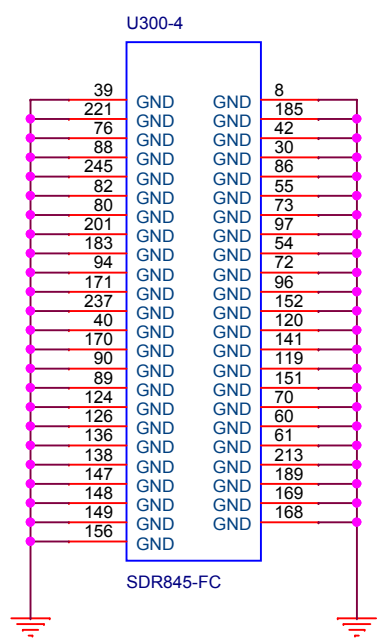 U300-4
39 GND GND 8
221 GND GND 185
76 GND GND 42
88 GND GND 30
245 GND GND 86
82 GND GND 55
80 GND GND 73
201 GND GND 97
183 GND GND 54
94 GND GND 72
171 GND GND 96
237 GND GND 152
40 GND GND 120
170 GND GND 141
90 GND GND 119
89 GND GND 151
124 GND GND 70
126 GND GND 60
136 GND GND 61
138 GND GND 213
147 GND GND 189
148 GND GND 169
149 GND GND 168
156 GND
SDR845-FC